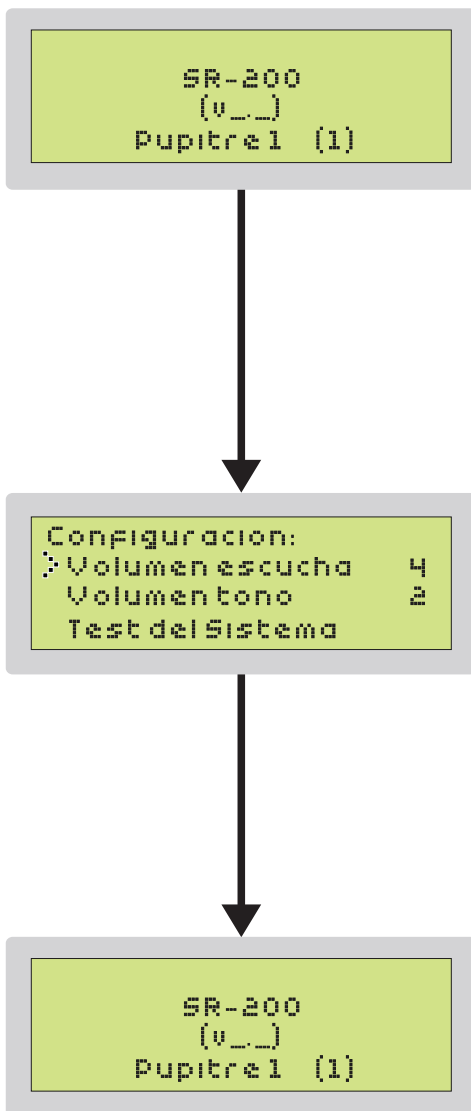 SR-200
(v_._)
Pupitre 1 (1)
Configuracion:
> Volumen escucha 4
Volumen tono 2
Test del Sistema
SR-200
(v_._)
Pupitre 1 (1)